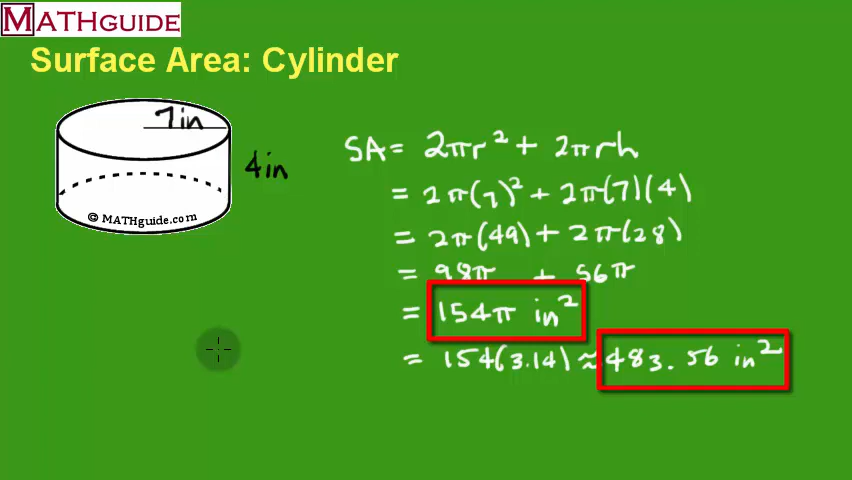 MATHGUIDE
Surface Area: Cylinder
7in
4in
© MATHguide.com
SA = 2πr² + 2πrh
= 2π(7)² + 2π(7)(4)
= 2π(49) + 2π(28)
= 98π + 56π
= 154π in²
= 154(3.14) ≈ 483.56 in²